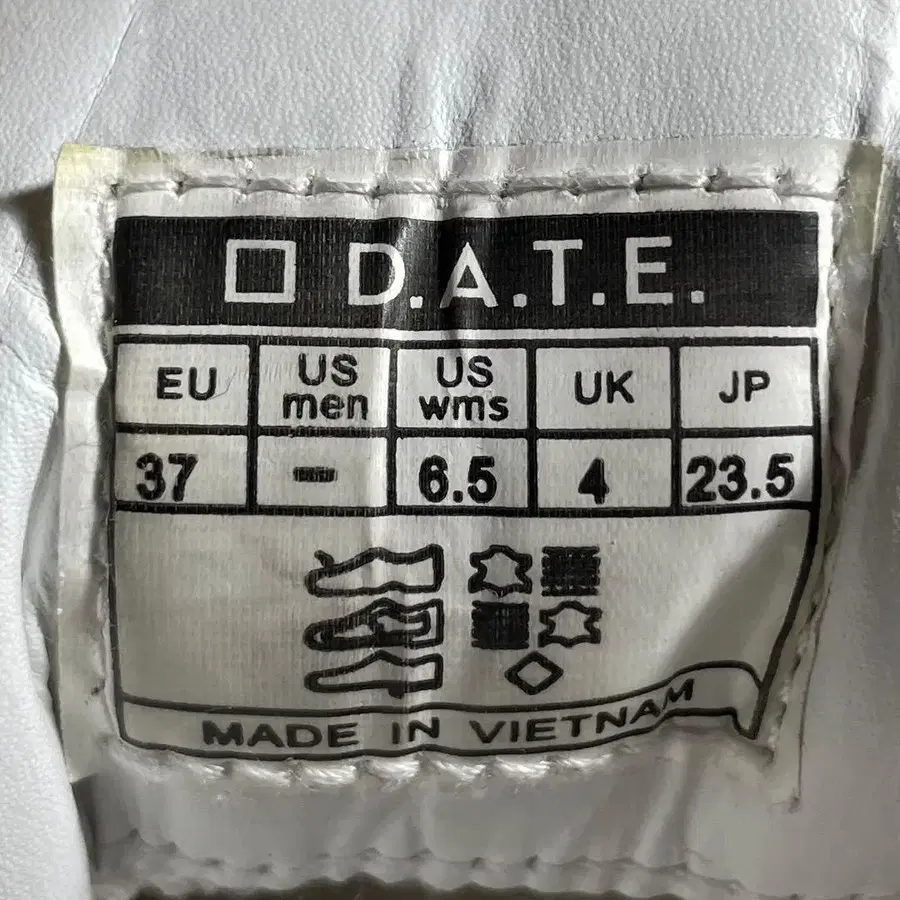 D.A.T.E.
EU US men US wms UK JP
37 - 6.5 4 23.5
MADE IN VIETNAM